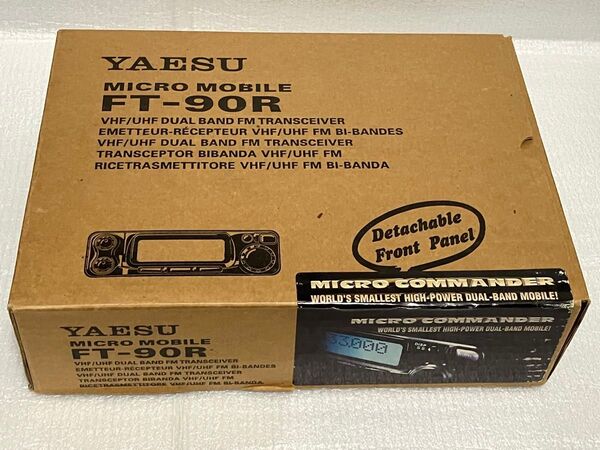 YAESU
MICRO MOBILE
FT-90R
VHF/UHF DUAL BAND FM TRANSCEIVER
EMETTEUR-RÉCEPTEUR VHF/UHF FM BI-BANDES
VHF/UHF DUAL BAND FM TRANSCEIVER
TRANSCEPTOR BIBANDA VHF/UHF FM
RICETRASMETTITORE VHF/UHF FM BI-BANDA
Detachable
Front Panel
MICRO COMMANDER
WORLD'S SMALLEST HIGH-POWER DUAL-BAND MOBILE!
MICRO COMMANDER
WORLD'S SMALLEST HIGH-POWER DUAL-BAND MOBILE!
YAESU
MICRO MOBILE
FT-90R
VHF/UHF DUAL BAND FM TRANSCEIVER
EMETTEUR-RÉCEPTEUR VHF/UHF FM BI-BANDES
VHF/UHF DUAL BAND FM TRANSCEIVER
TRANSCEPTOR BIBANDA VHF/UHF FM
RICETRASMETTITORE VHF/UHF FM BI-BANDA
33.000
DISP